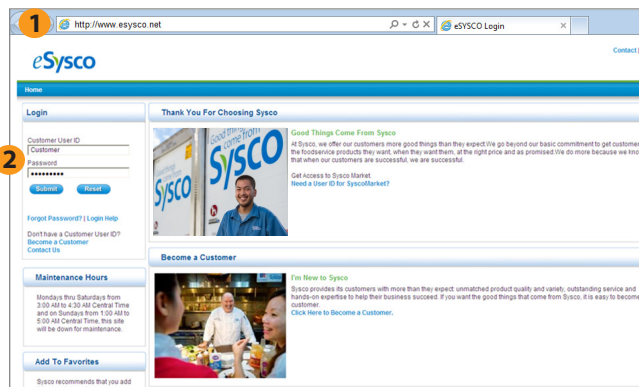 1
http://www.esysco.net
eSYSCO Login
Contact |
eSysco
Home
Login
Customer User ID
Customer
2
Password
•••••••••
Submit Reset
Forgot Password? | Login Help
Don't have a Customer User ID?
Become a Customer
Contact Us
Maintenance Hours
Mondays thru Saturdays from
3:00 AM to 4:30 AM Central Time
and on Sundays from 1:00 AM to
5:00 AM Central Time, this site
will be down for maintenance.
Add To Favorites
Sysco recommends that you add
Thank You For Choosing Sysco
Good things
come from
Sysco
Sysco
Good Things Come From Sysco
At Sysco, we offer our customers more good things than they expect.We go beyond our basic commitment to get customer
the foodservice products they want, when they want them, at the right price and as promised.We do more because we kno
that when our customers are successful, we are successful.
Get Access to Sysco Market.
Need a User ID for SyscoMarket?
Become a Customer
I'm New to Sysco
Sysco provides its customers with more than they expect: unmatched product quality and variety, outstanding service and
hands-on expertise to help their business succeed. If you want the good things that come from Sysco, it is easy to become
customer.
Click Here to Become a Customer.